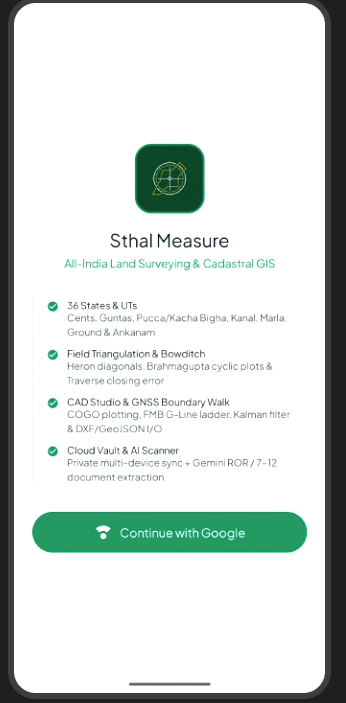 Sthal Measure
All-India Land Surveying & Cadastral GIS
36 States & UTs
Cents, Guntas, Pucca/Kacha Bigha, Kanal, Marla,
Ground & Ankanam
Field Triangulation & Bowditch
Heron diagonals, Brahmagupta cyclic plots &
Traverse closing error
CAD Studio & GNSS Boundary Walk
COGO plotting, FMB G-Line ladder, Kalman filter
& DXF/GeoJSON I/O
Cloud Vault & AI Scanner
Private multi-device sync + Gemini ROR / 7-12
document extraction
Continue with Google